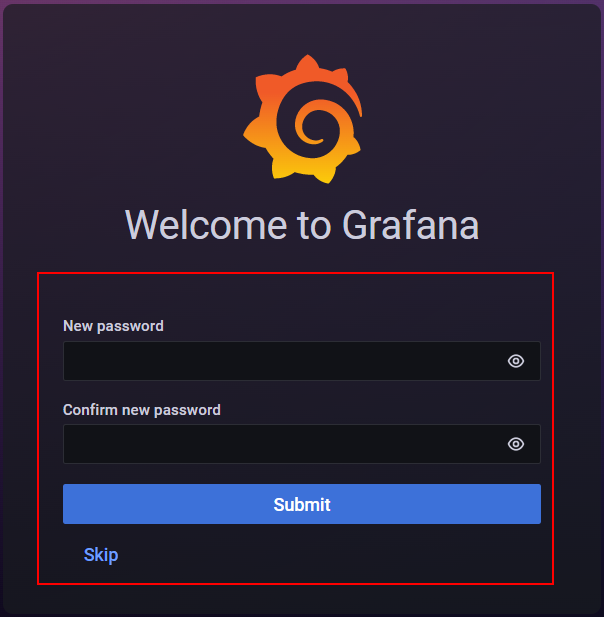 Welcome to Grafana
New password
Confirm new password
Submit
Skip